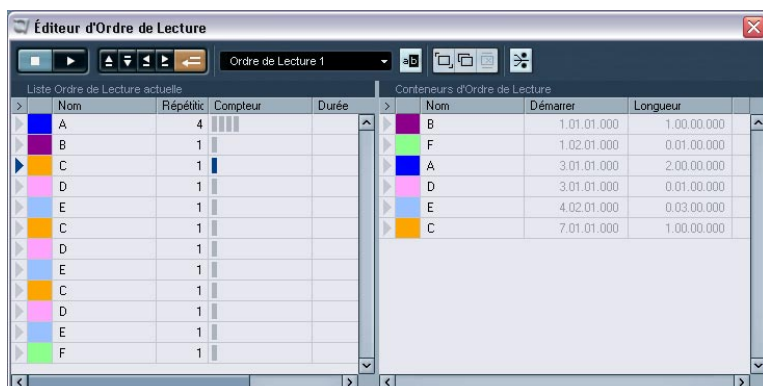 Éditeur d'Ordre de Lecture
Ordre de Lecture 1
Liste Ordre de Lecture actuelle
> Nom Répétitic Compteur Durée
A 4
B 1
C 1
D 1
E 1
C 1
D 1
E 1
C 1
D 1
E 1
F 1
Conteneurs d'Ordre de Lecture
> Nom Démarrer Longueur
B 1.01.01.000 1.00.00.000
F 1.02.01.000 0.01.00.000
A 3.01.01.000 2.00.00.000
D 3.01.01.000 0.01.00.000
E 4.02.01.000 0.03.00.000
C 7.01.01.000 1.00.00.000